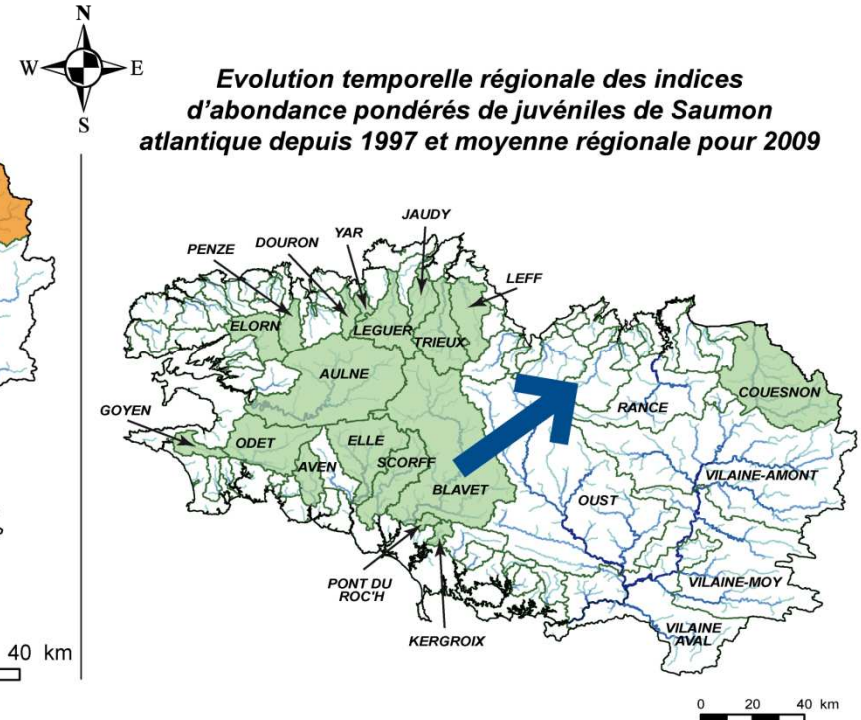 N
W E
S
Evolution temporelle régionale des indices
d'abondance pondérés de juvéniles de Saumon
atlantique depuis 1997 et moyenne régionale pour 2009
JAUDY
YAR
DOURON
PENZE
LEFF
ELORN
LEGUER
TRIEUX
AULNE
COUESNON
RANCE
GOYEN
ODET
ELLE
AVEN
SCORFF
BLAVET
VILAINE-AMONT
OUST
PONT DU
ROC'H
VILAINE-MOY
KERGROIX
VILAINE
AVAL
40 km
0 20 40 km